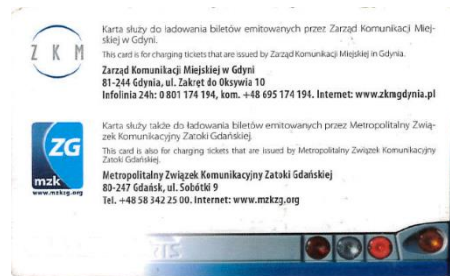 Karta służy do ładowania biletów emitowanych przez Zarząd Komunikacji Miej-
skiej w Gdyni.
This card is for charging tickets that are issued by Zarząd Komunikacji Miejskiej in Gdynia.
Zarząd Komunikacji Miejskiej w Gdyni
81-244 Gdynia, ul. Zakręt do Oksywia 10
Infolinia 24h: 0 801 174 194, kom. +48 695 174 194. Internet: www.zkmgdynia.pl
Z K M
Karta służy także do ładowania biletów emitowanych przez Metropolitalny Zwią-
zek Komunikacyjny Zatoki Gdańskiej.
This card is also for charging tickets that are issued by Metropolitalny Związek Komunikacyjny
Zatoki Gdańskiej.
Metropolitalny Związek Komunikacyjny Zatoki Gdańskiej
80-247 Gdańsk, ul. Sobótki 9
Tel. +48 58 342 25 00. Internet: www.mzkzg.org
ZG
mzk
www.mzkzg.org